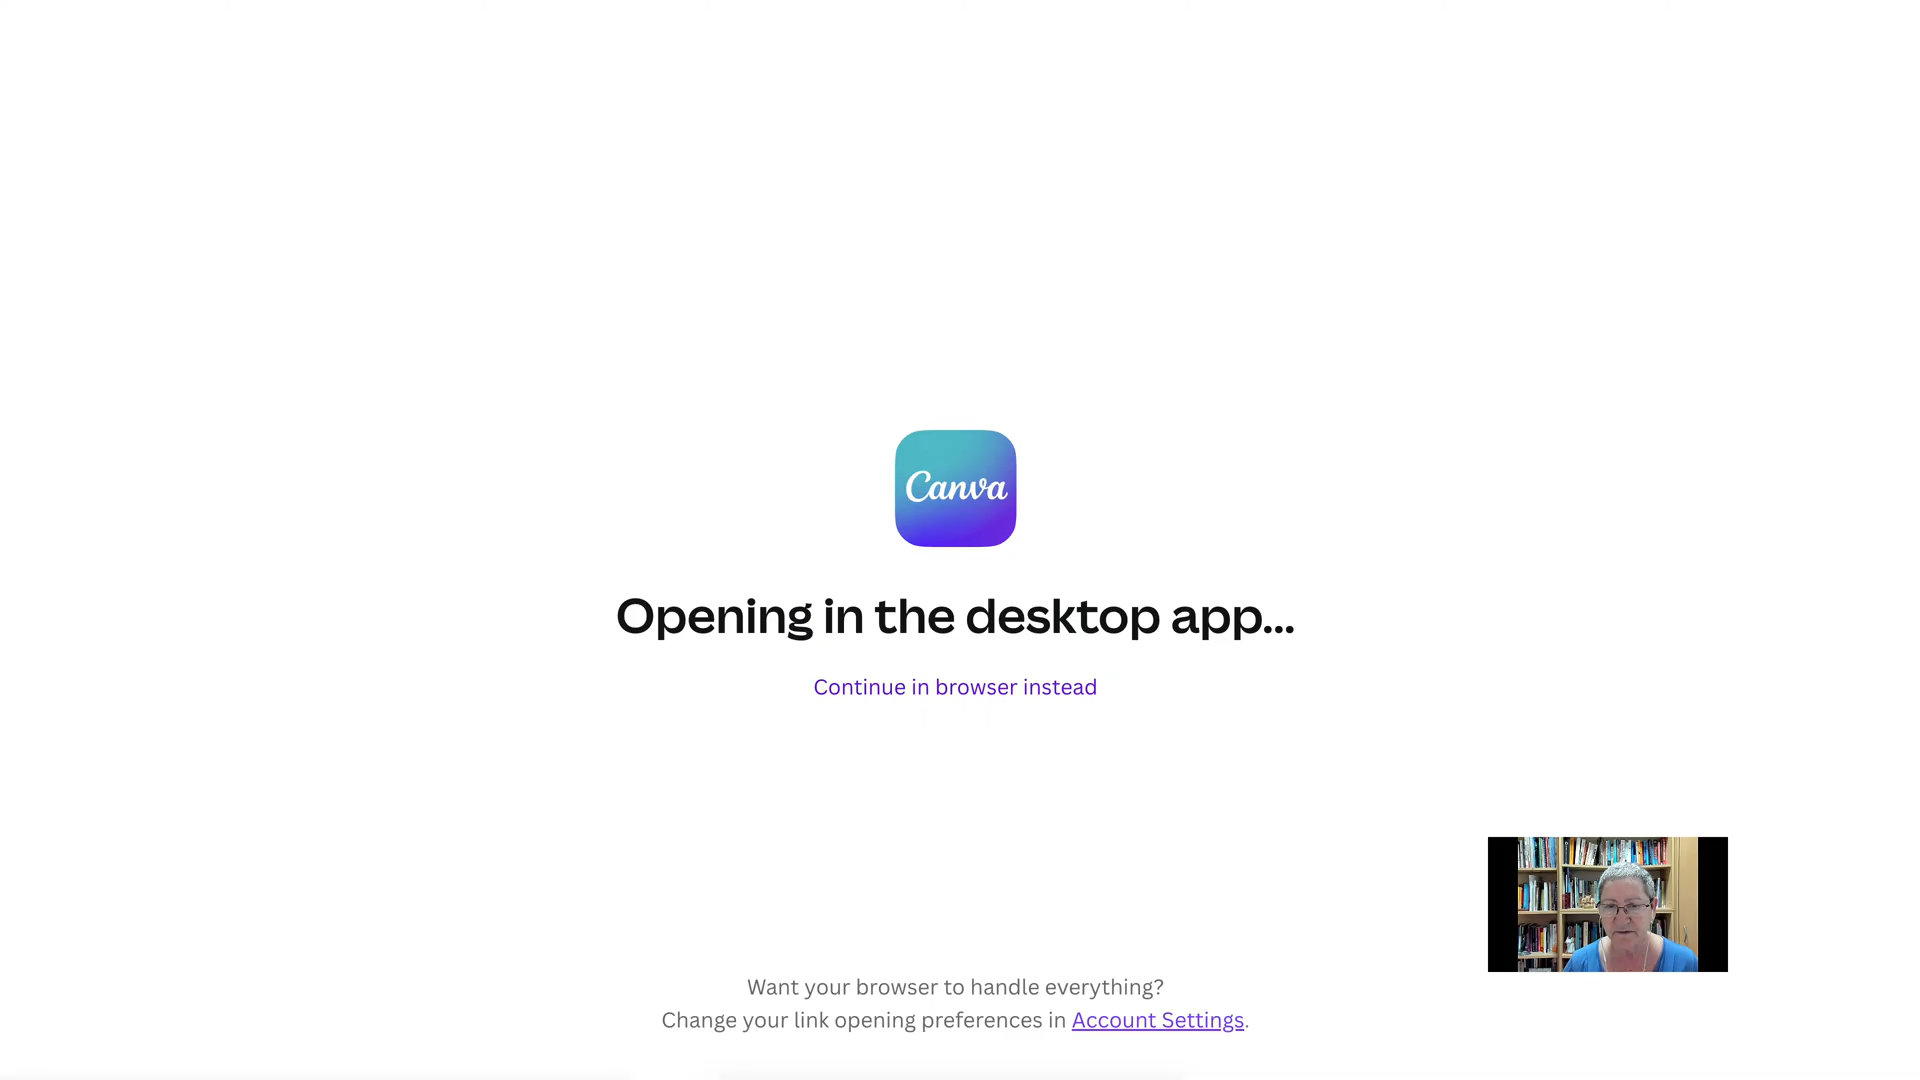 Canva
Opening in the desktop app...
Continue in browser instead
Want your browser to handle everything?
Change your link opening preferences in Account Settings.